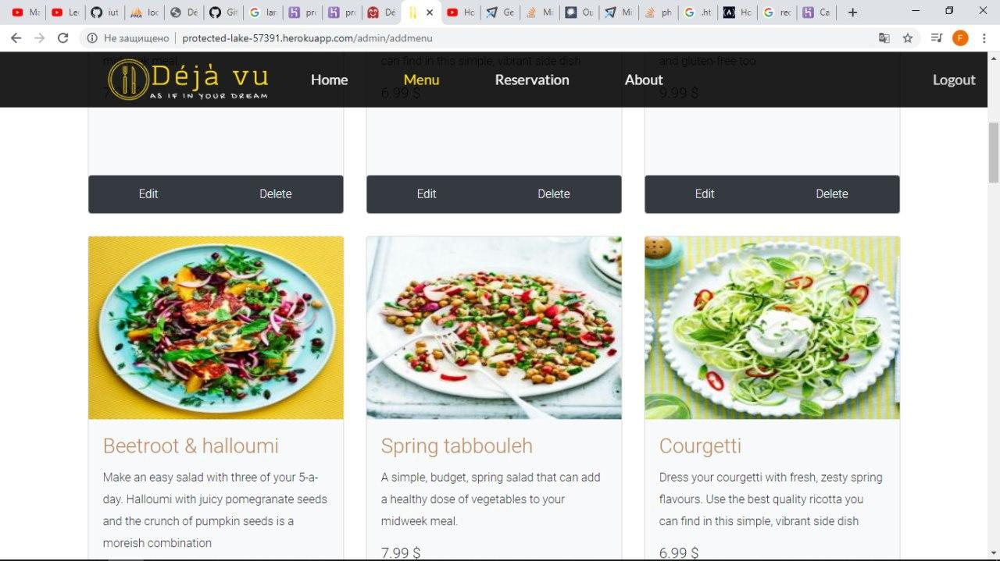 Ma
Le
iut
loc
Dé
Git
lar
pro
pro
Dé
Ho
Ge
Mi
Ou
Mi
ph
.ht
Ho
rec
Ca
Не защищено | protected-lake-57391.herokuapp.com/admin/addmenu
F
Déjà vu
AS IF IN YOUR DREAM
Home
Menu
Reservation
About
Logout
midweek meal.
can find in this simple, vibrant side dish
and gluten-free too
6.99 $
9.99 $
Edit
Delete
Edit
Delete
Edit
Delete
Beetroot & halloumi
Make an easy salad with three of your 5-a-
day. Halloumi with juicy pomegranate seeds
and the crunch of pumpkin seeds is a
moreish combination
Spring tabbouleh
A simple, budget, spring salad that can add
a healthy dose of vegetables to your
midweek meal.
7.99 $
Courgetti
Dress your courgetti with fresh, zesty spring
flavours. Use the best quality ricotta you
can find in this simple, vibrant side dish
6.99 $